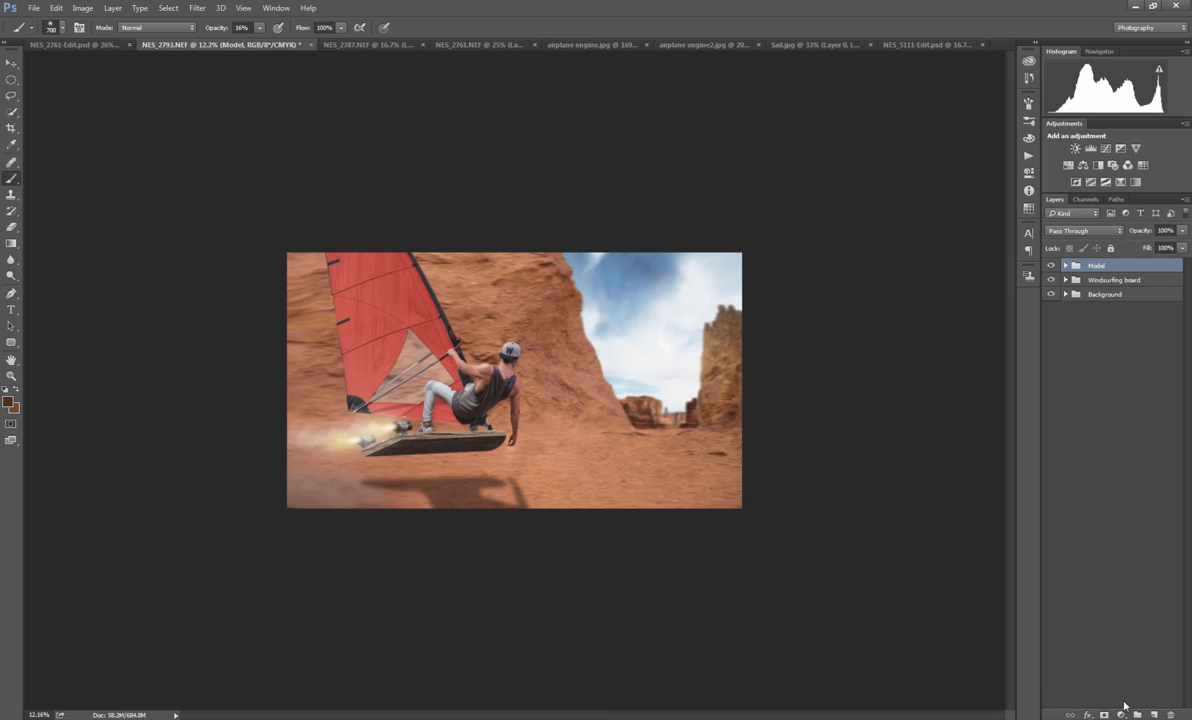 Ps File Edit Image Layer Type Select Filter 3D View Window Help
700 Mode: Normal Opacity: 16% Flow: 100% Photography
NES_2761-Edit.psd @ 26%... × NES_2793.NEF @ 12.2% (Model, RGB/8*/CMYK) * × NES_2787.NEF @ 16.7% (L... × NES_2761.NEF @ 25% (La... × airplane engine.jpg @ 169... × airplane engine2.jpg @ 20... × Sail.jpg @ 33% (Layer 0, L... × NES_5111-Edit.psd @ 16.7... ×
Histogram Navigator
Adjustments
Add an adjustment
Layers Channels Paths
Kind
Pass Through Opacity: 100%
Lock: Fill: 100%
Model
Windsurfing board
Background
W
12.16% Doc: 58.2M/684.8M